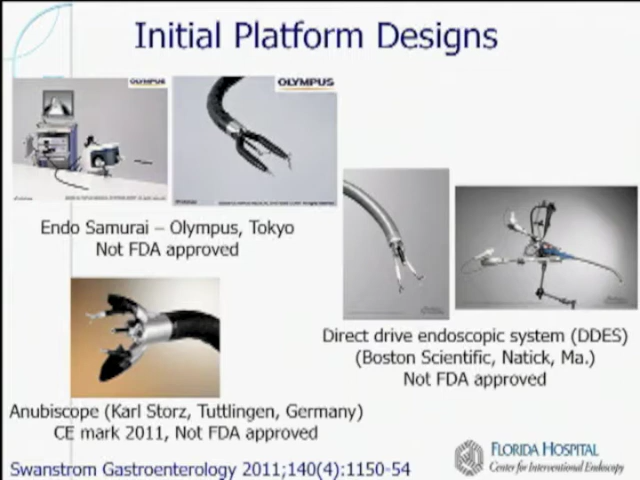 Initial Platform Designs
OLYMPUS
OLYMPUS
Endo Samurai – Olympus, Tokyo
Not FDA approved
Direct drive endoscopic system (DDES)
(Boston Scientific, Natick, Ma.)
Not FDA approved
Anubiscope (Karl Storz, Tuttlingen, Germany)
CE mark 2011, Not FDA approved
Swanstrom Gastroenterology 2011;140(4):1150-54
FLORIDA HOSPITAL
Center for Interventional Endoscopy